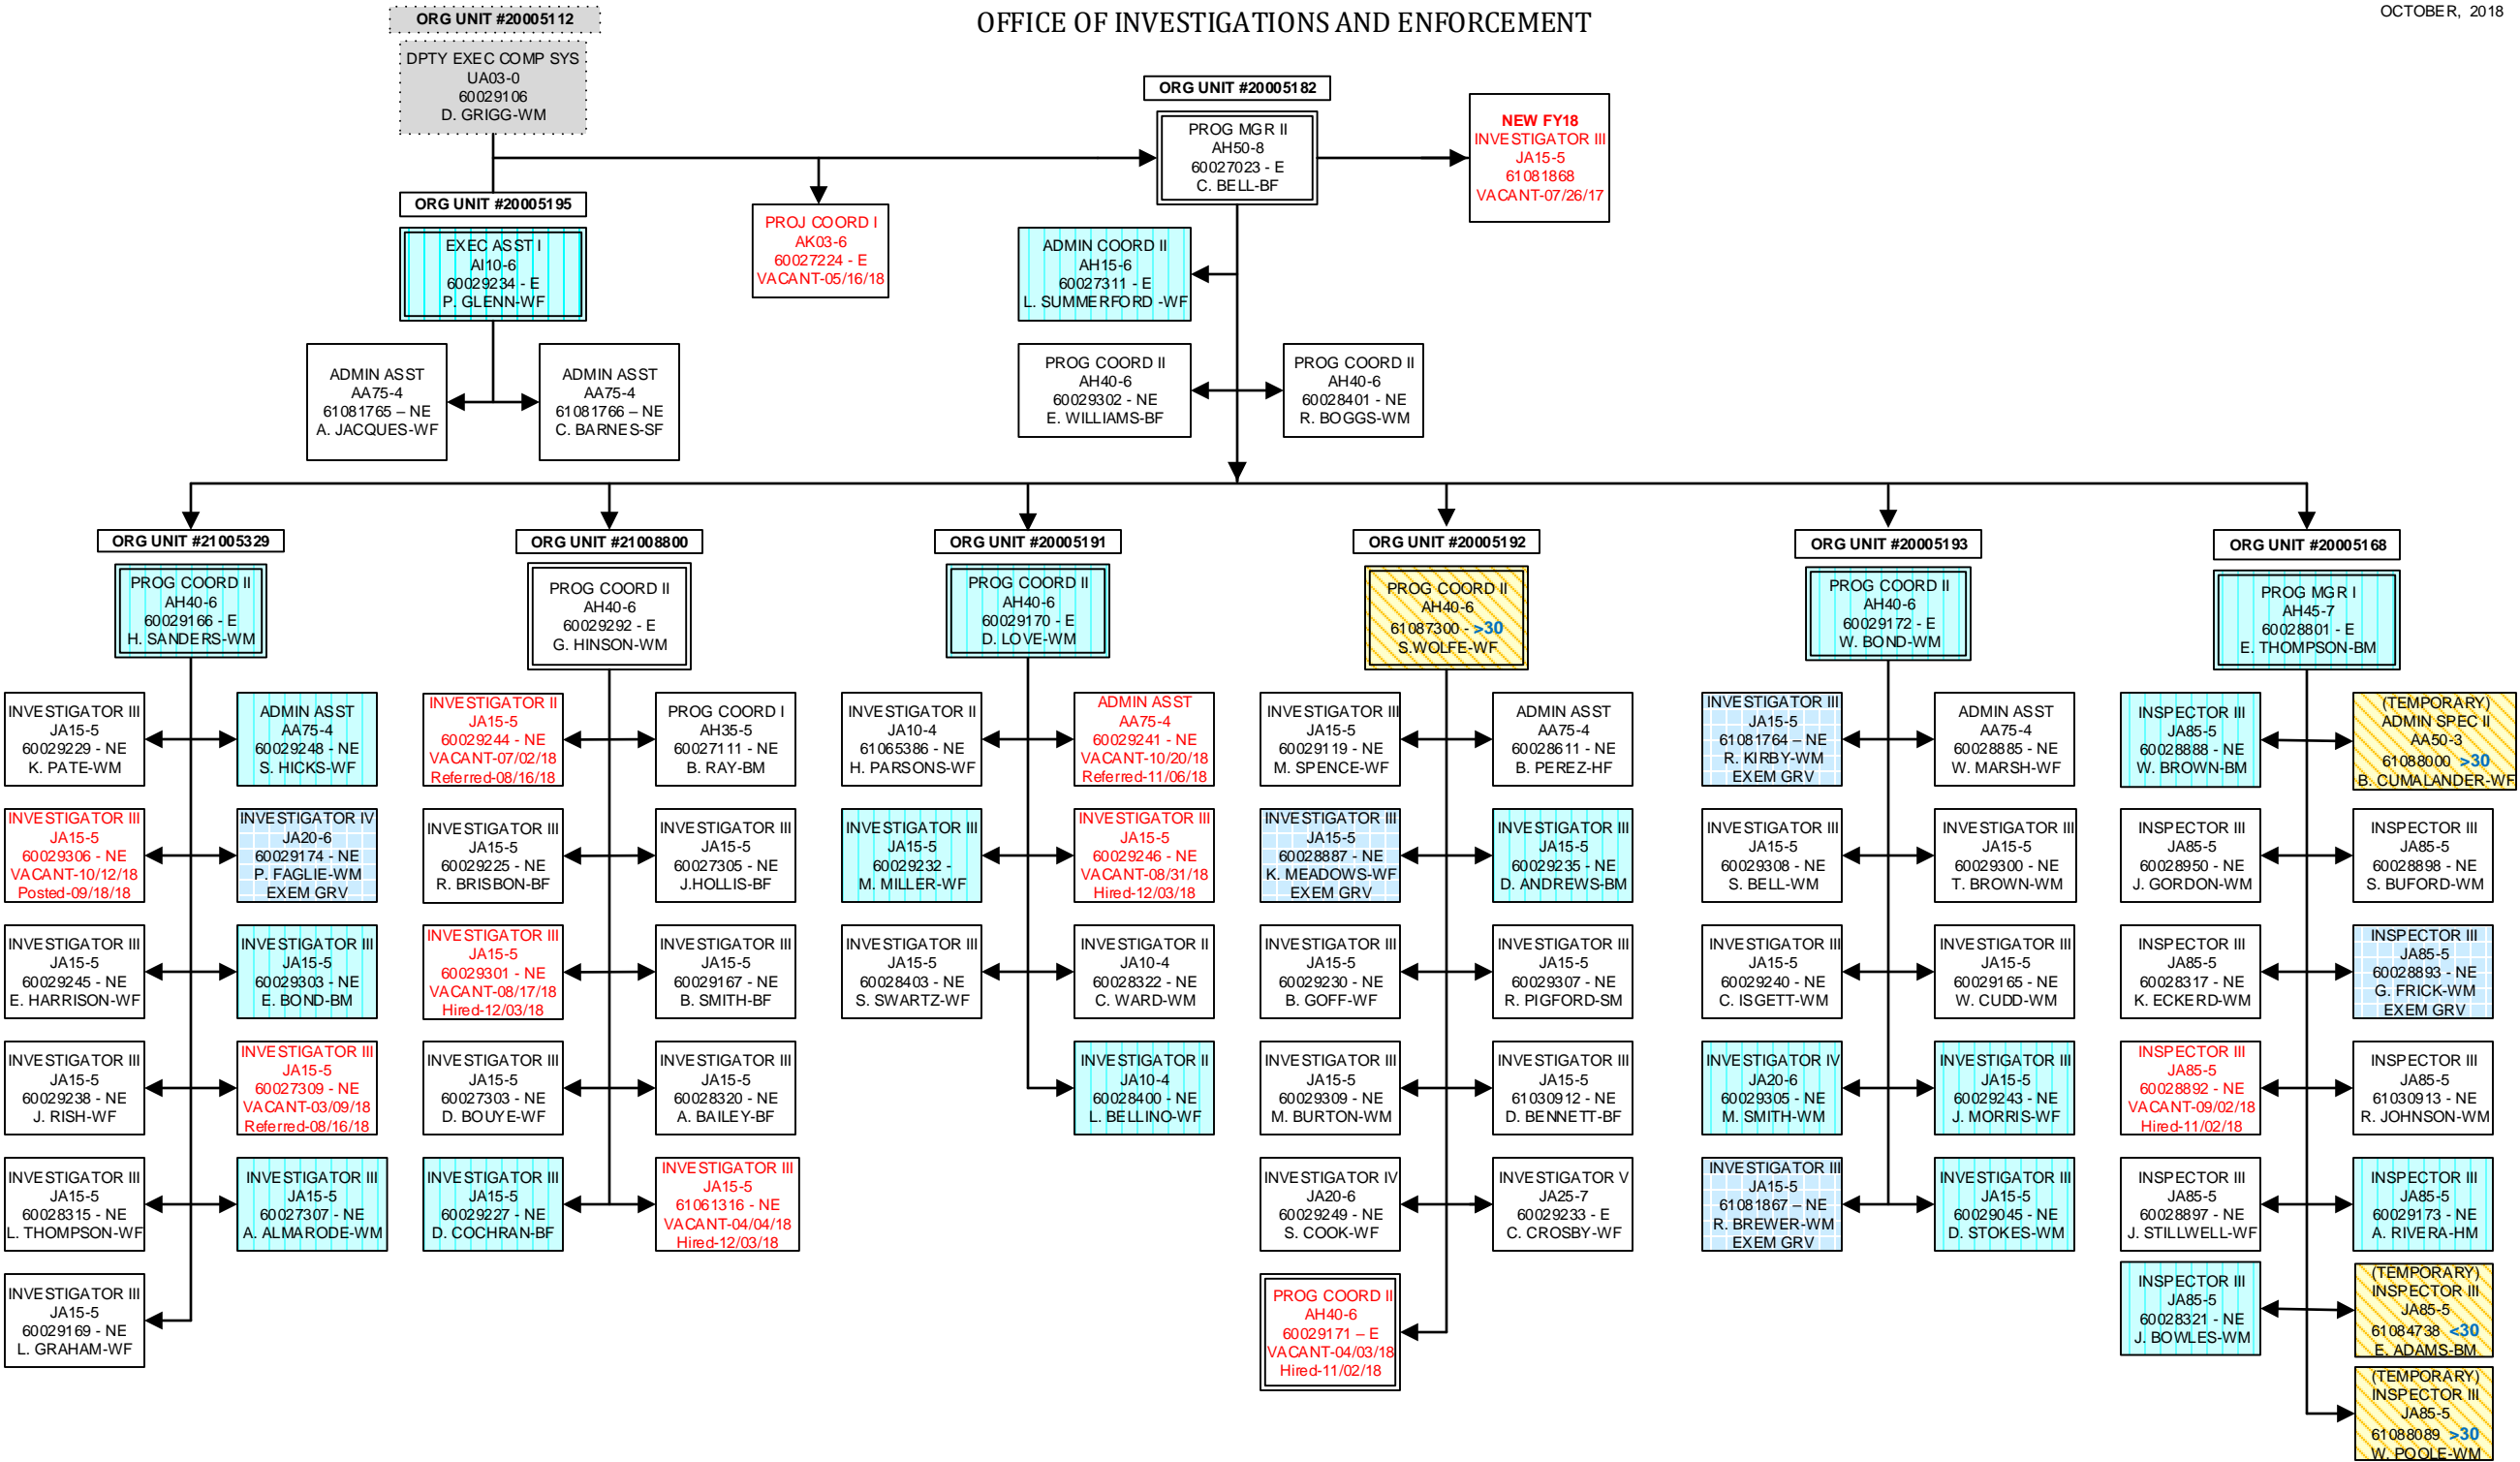 OCTOBER, 2018
OFFICE OF INVESTIGATIONS AND ENFORCEMENT
ORG UNIT #20005112
DPTY EXEC COMP SYS
UA03-0
60029106
D. GRIGG-WM
ORG UNIT #20005182
PROG MGR II
AH50-8
60027023 - E
C. BELL-BF
NEW FY18
INVESTIGATOR III
JA15-5
61081868
VACANT-07/26/17
ORG UNIT #20005195
EXEC ASST I
AI10-6
60029234 - E
P. GLENN-WF
PROJ COORD I
AK03-6
60027224 - E
VACANT-05/16/18
ADMIN COORD II
AH15-6
60027311 - E
L. SUMMERFORD -WF
ADMIN ASST
AA75-4
61081765 – NE
A. JACQUES-WF
ADMIN ASST
AA75-4
61081766 – NE
C. BARNES-SF
PROG COORD II
AH40-6
60029302 - NE
E. WILLIAMS-BF
PROG COORD II
AH40-6
60028401 - NE
R. BOGGS-WM
ORG UNIT #21005329
PROG COORD II
AH40-6
60029166 - E
H. SANDERS-WM
INVESTIGATOR III
JA15-5
60029229 - NE
K. PATE-WM
ADMIN ASST
AA75-4
60029248 - NE
S. HICKS-WF
INVESTIGATOR III
JA15-5
60029306 - NE
VACANT-10/12/18
Posted-09/18/18
INVESTIGATOR IV
JA20-6
60029174 - NE
P. FAGLIE-WM
EXEM GRV
INVESTIGATOR III
JA15-5
60029245 - NE
E. HARRISON-WF
INVESTIGATOR III
JA15-5
60029303 - NE
E. BOND-BM
INVESTIGATOR III
JA15-5
60029238 - NE
J. RISH-WF
INVESTIGATOR III
JA15-5
60027309 - NE
VACANT-03/09/18
Referred-08/16/18
INVESTIGATOR III
JA15-5
60028315 - NE
L. THOMPSON-WF
INVESTIGATOR III
JA15-5
60027307 - NE
A. ALMARODE-WM
INVESTIGATOR III
JA15-5
60029169 - NE
L. GRAHAM-WF
ORG UNIT #21008800
PROG COORD II
AH40-6
60029292 - E
G. HINSON-WM
INVESTIGATOR II
JA15-5
60029244 - NE
VACANT-07/02/18
Referred-08/16/18
PROG COORD I
AH35-5
60027111 - NE
B. RAY-BM
INVESTIGATOR III
JA15-5
60029225 - NE
R. BRISBON-BF
INVESTIGATOR III
JA15-5
60027305 - NE
J.HOLLIS-BF
INVESTIGATOR III
JA15-5
60029301 - NE
VACANT-08/17/18
Hired-12/03/18
INVESTIGATOR III
JA15-5
60029167 - NE
B. SMITH-BF
INVESTIGATOR III
JA15-5
60027303 - NE
D. BOUYE-WF
INVESTIGATOR III
JA15-5
60028320 - NE
A. BAILEY-BF
INVESTIGATOR III
JA15-5
60029227 - NE
D. COCHRAN-BF
INVESTIGATOR III
JA15-5
61061316 - NE
VACANT-04/04/18
Hired-12/03/18
ORG UNIT #20005191
PROG COORD II
AH40-6
60029170 - E
D. LOVE-WM
INVESTIGATOR II
JA10-4
61065386 - NE
H. PARSONS-WF
ADMIN ASST
AA75-4
60029241 - NE
VACANT-10/20/18
Referred-11/06/18
INVESTIGATOR III
JA15-5
60029232 -
M. MILLER-WF
INVESTIGATOR III
JA15-5
60029246 - NE
VACANT-08/31/18
Hired-12/03/18
INVESTIGATOR III
JA15-5
60028403 - NE
S. SWARTZ-WF
INVESTIGATOR II
JA10-4
60028322 - NE
C. WARD-WM
INVESTIGATOR II
JA10-4
60028400 - NE
L. BELLINO-WF
ORG UNIT #20005192
PROG COORD II
AH40-6
61087300 - >30
S.WOLFE-WF
INVESTIGATOR III
JA15-5
60029119 - NE
M. SPENCE-WF
ADMIN ASST
AA75-4
60028611 - NE
B. PEREZ-HF
INVESTIGATOR III
JA15-5
60028887 - NE
K. MEADOWS-WF
EXEM GRV
INVESTIGATOR III
JA15-5
60029235 - NE
D. ANDREWS-BM
INVESTIGATOR III
JA15-5
60029230 - NE
B. GOFF-WF
INVESTIGATOR III
JA15-5
60029307 - NE
R. PIGFORD-SM
INVESTIGATOR III
JA15-5
60029309 - NE
M. BURTON-WM
INVESTIGATOR III
JA15-5
61030912 - NE
D. BENNETT-BF
INVESTIGATOR IV
JA20-6
60029249 - NE
S. COOK-WF
INVESTIGATOR V
JA25-7
60029233 - E
C. CROSBY-WF
PROG COORD II
AH40-6
60029171 – E
VACANT-04/03/18
Hired-11/02/18
ORG UNIT #20005193
PROG COORD II
AH40-6
60029172 - E
W. BOND-WM
INVESTIGATOR III
JA15-5
61081764 – NE
R. KIRBY-WM
EXEM GRV
ADMIN ASST
AA75-4
60028885 - NE
W. MARSH-WF
INVESTIGATOR III
JA15-5
60029308 - NE
S. BELL-WM
INVESTIGATOR III
JA15-5
60029300 - NE
T. BROWN-WM
INVESTIGATOR III
JA15-5
60029240 - NE
C. ISGETT-WM
INVESTIGATOR III
JA15-5
60029165 - NE
W. CUDD-WM
INVESTIGATOR IV
JA20-6
60029305 - NE
M. SMITH-WM
INVESTIGATOR III
JA15-5
60029243 - NE
J. MORRIS-WF
INVESTIGATOR III
JA15-5
61081867 – NE
R. BREWER-WM
EXEM GRV
INVESTIGATOR III
JA15-5
60029045 - NE
D. STOKES-WM
ORG UNIT #20005168
PROG MGR I
AH45-7
60028801 - E
E. THOMPSON-BM
INSPECTOR III
JA85-5
60028888 - NE
W. BROWN-BM
(TEMPORARY)
ADMIN SPEC II
AA50-3
61088000 >30
B. CUMALANDER-WF
INSPECTOR III
JA85-5
60028950 - NE
J. GORDON-WM
INSPECTOR III
JA85-5
60028898 - NE
S. BUFORD-WM
INSPECTOR III
JA85-5
60028317 - NE
K. ECKERD-WM
INSPECTOR III
JA85-5
60028893 - NE
G. FRICK-WM
EXEM GRV
INSPECTOR III
JA85-5
60028892 - NE
VACANT-09/02/18
Hired-11/02/18
INSPECTOR III
JA85-5
61030913 - NE
R. JOHNSON-WM
INSPECTOR III
JA85-5
60028897 - NE
J. STILLWELL-WF
INSPECTOR III
JA85-5
60029173 - NE
A. RIVERA-HM
INSPECTOR III
JA85-5
60028321 - NE
J. BOWLES-WM
(TEMPORARY)
INSPECTOR III
JA85-5
61084738 <30
E. ADAMS-BM
(TEMPORARY)
INSPECTOR III
JA85-5
61088089 >30
W. POOLE-WM